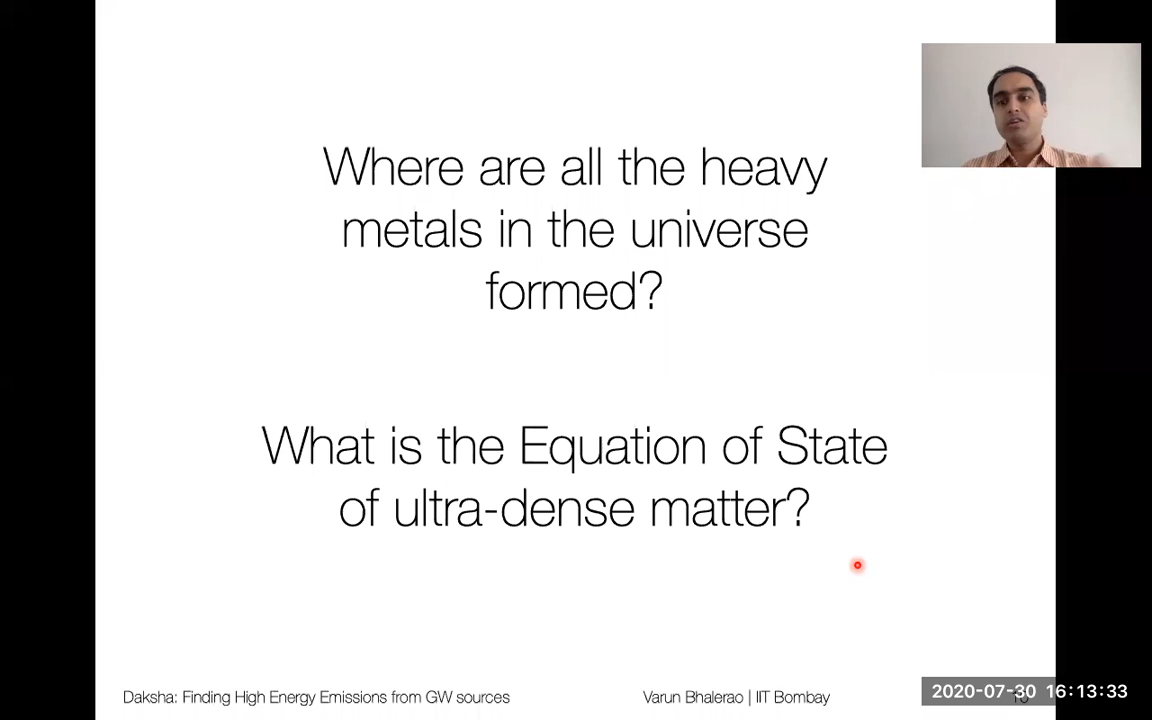 Where are all the heavy
metals in the universe
formed?
What is the Equation of State
of ultra-dense matter?
Daksha: Finding High Energy Emissions from GW sources
Varun Bhalerao | IIT Bombay
2020-07-30 16:13:33